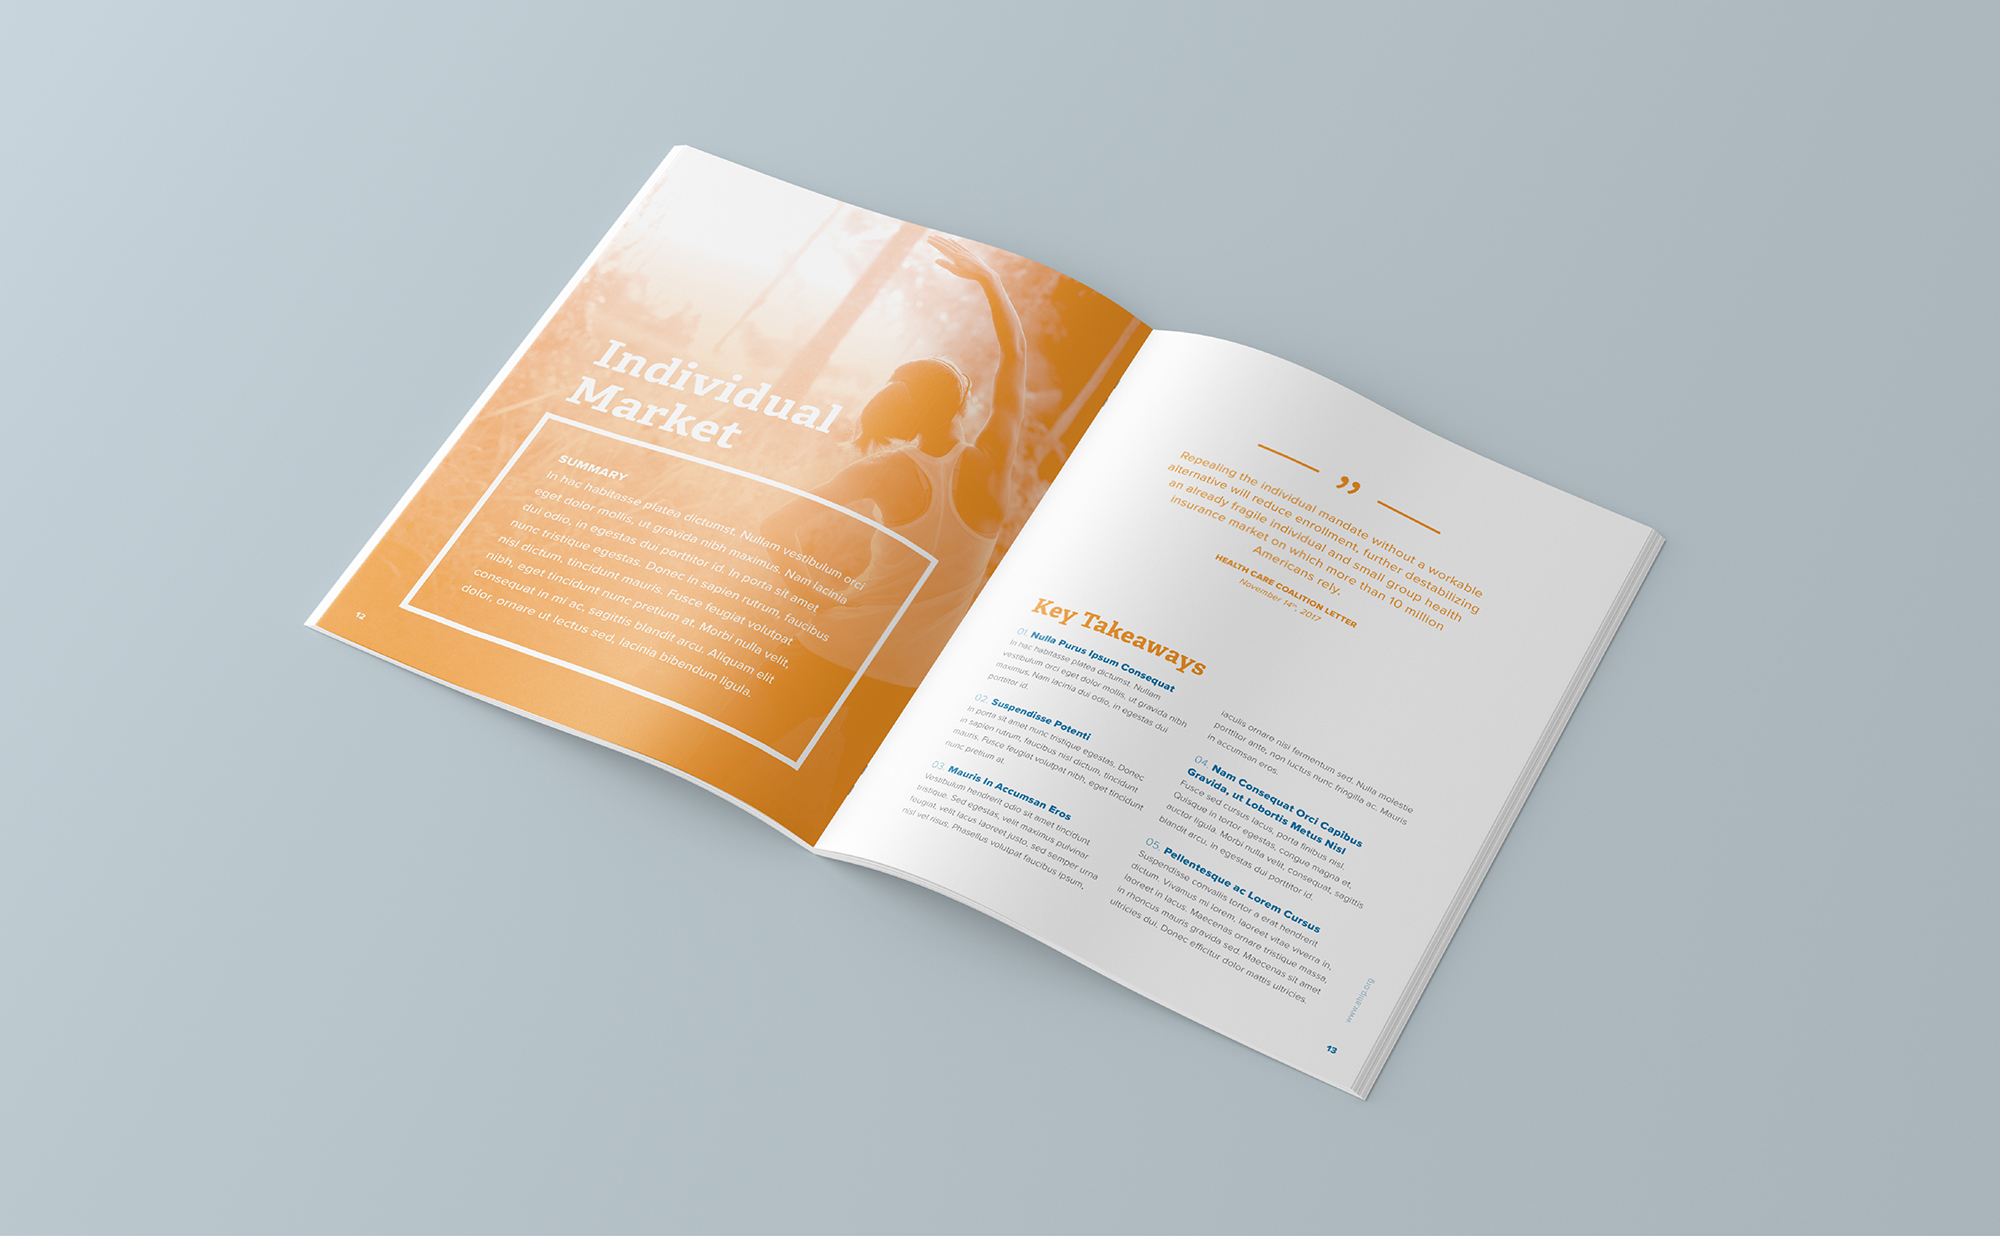 Individual
Market
SUMMARY
In hac habitasse platea dictumst. Nullam vestibulum orci
eget dolor mollis, ut gravida nibh maximus. Nam lacinia
dui odio, in egestas dui porttitor id. In porta sit amet
nunc tristique egestas. Donec in sapien rutrum, faucibus
nisl dictum, tincidunt mauris. Fusce feugiat volutpat
nibh, eget tincidunt nunc pretium at. Morbi nulla velit,
consequat in mi ac, sagittis blandit arcu. Aliquam elit
dolor, ornare ut lectus sed, lacinia bibendum ligula.
12
”
Repealing the individual mandate without a workable
alternative will reduce enrollment, further destabilizing
an already fragile individual and small group health
insurance market on which more than 10 million
Americans rely.
HEALTH CARE COALITION LETTER
November 14th, 2017
Key Takeaways
01. Nulla Purus Ipsum Consequat
In hac habitasse platea dictumst. Nullam
vestibulum orci eget dolor mollis, ut gravida nibh
maximus. Nam lacinia dui odio, in egestas dui
porttitor id.
02. Suspendisse Potenti
In porta sit amet nunc tristique egestas. Donec
in sapien rutrum, faucibus nisl dictum, tincidunt
mauris. Fusce feugiat volutpat nibh, eget tincidunt
nunc pretium at.
03. Mauris In Accumsan Eros
Vestibulum hendrerit odio sit amet tincidunt
tristique. Sed egestas, velit maximus pulvinar
feugiat, velit lacus laoreet justo, sed semper urna
nisl vel risus. Phasellus volutpat faucibus ipsum,
iaculis ornare nisi fermentum sed. Nulla molestie
porttitor ante, non luctus nunc fringilla ac. Mauris
in accumsan eros.
04. Nam Consequat Orci Capibus
Gravida, ut Lobortis Metus Nisl
Fusce sed cursus lacus, porta finibus nisl.
Quisque in tortor egestas, congue magna et,
auctor ligula. Morbi nulla velit, consequat, sagittis
blandit arcu, in egestas dui porttitor id.
05. Pellentesque ac Lorem Cursus
Suspendisse convallis tortor a erat hendrerit
dictum. Vivamus mi lorem, laoreet vitae viverra in,
laoreet in lacus. Maecenas ornare tristique massa,
in rhoncus mauris gravida sed. Maecenas sit amet
ultricies dui. Donec efficitur dolor mattis ultricies.
www.ahip.org
13